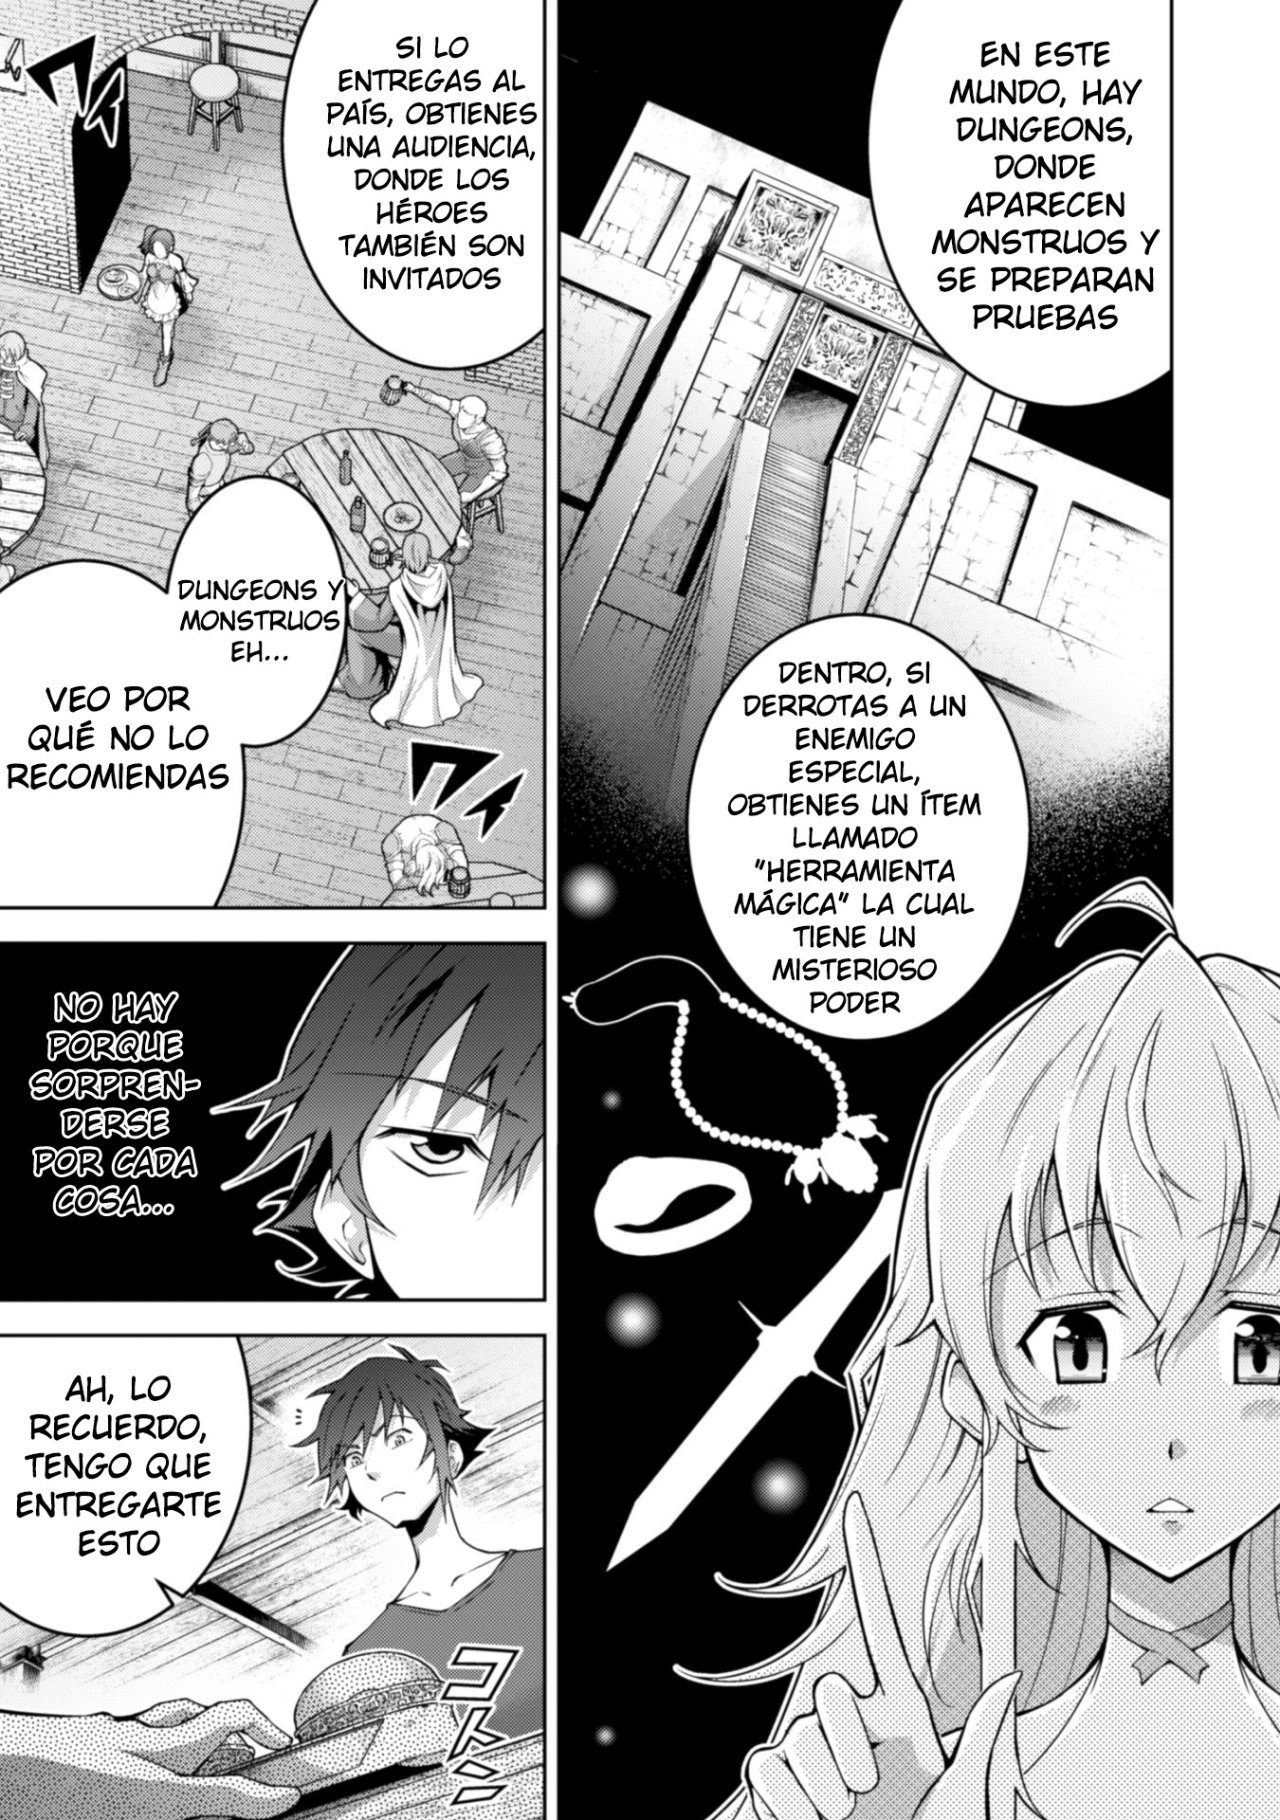 EN ESTE
MUNDO, HAY
DUNGEONS,
DONDE
APARECEN
MONSTRUOS Y
SE PREPARAN
PRUEBAS
DENTRO, SI
DERROTAS A UN
ENEMIGO
ESPECIAL,
OBTIENES UN ÍTEM
LLAMADO
"HERRAMIENTA
MÁGICA" LA CUAL
TIENE UN
MISTERIOSO
PODER
SI LO
ENTREGAS AL
PAÍS, OBTIENES
UNA AUDIENCIA,
DONDE LOS
HÉROES
TAMBIÉN SON
INVITADOS
DUNGEONS Y
MONSTRUOS
EH...
VEO POR
QUÉ NO LO
RECOMIENDAS
NO HAY
PORQUE
SORPREN-
DERSE
POR CADA
COSA...
AH, LO
RECUERDO,
TENGO QUE
ENTREGARTE
ESTO
コトン